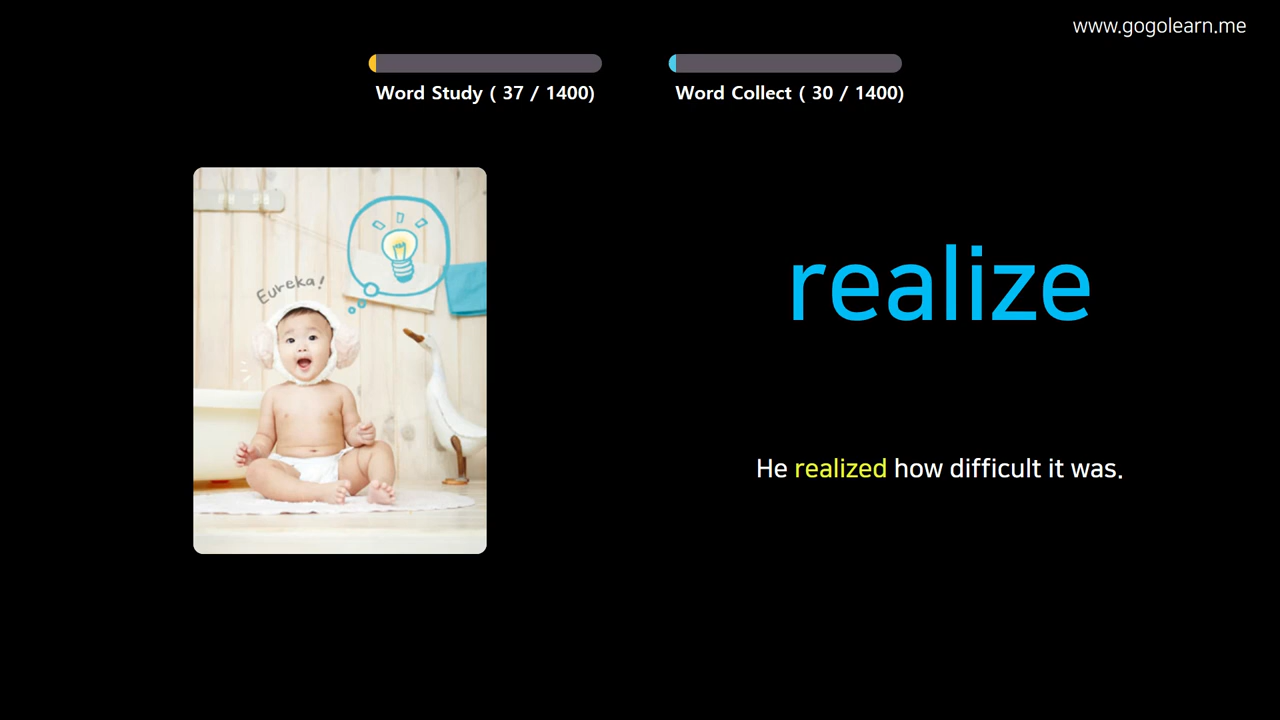 www.gogolearn.me
Word Study ( 37 / 1400)
Word Collect ( 30 / 1400)
Eureka!
realize
He realized how difficult it was.